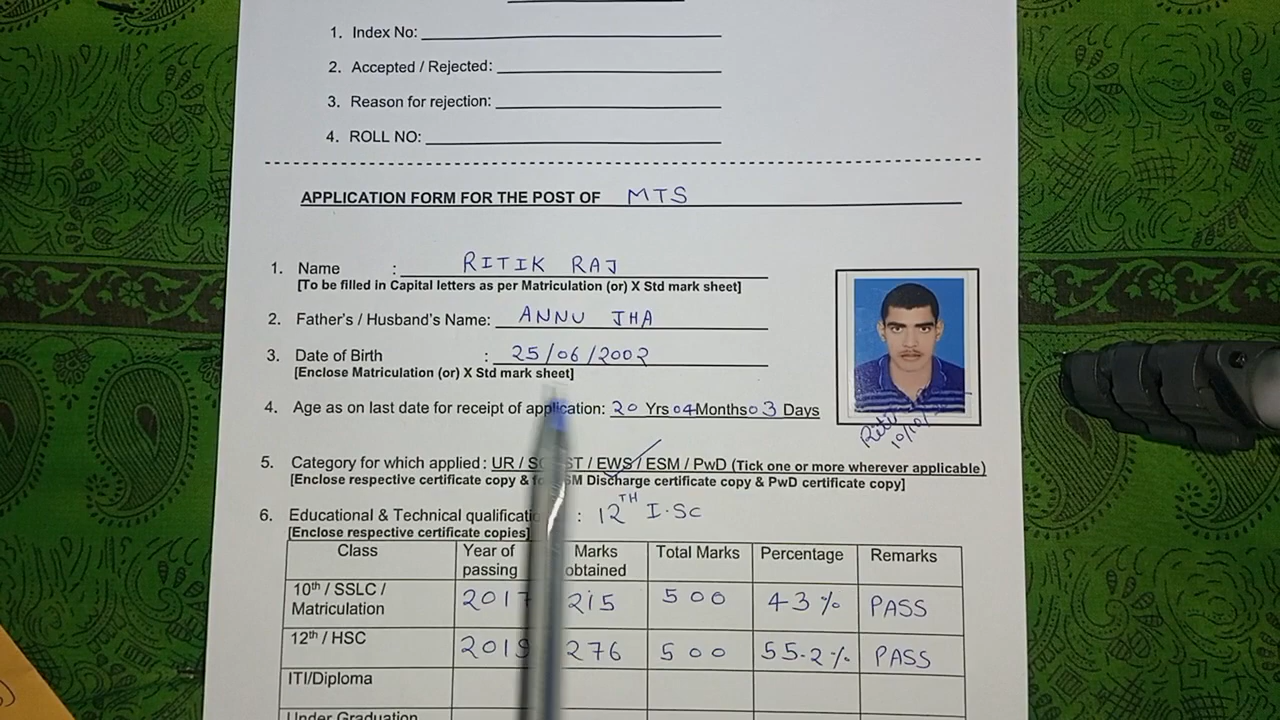 1. Index No:
2. Accepted / Rejected:
3. Reason for rejection:
4. ROLL NO:
APPLICATION FORM FOR THE POST OF MTS
1. Name : RITIK RAJ
[To be filled in Capital letters as per Matriculation (or) X Std mark sheet]
2. Father's / Husband's Name: ANNU JHA
3. Date of Birth : 25/06/2002
[Enclose Matriculation (or) X Std mark sheet]
4. Age as on last date for receipt of application: 20 Yrs 04 Months 03 Days
5. Category for which applied : UR / / EWS / ESM / PwD (Tick one or more wherever applicable)
[Enclose respective certificate copy & Discharge certificate copy & PwD certificate copy]
6. Educational & Technical : 12TH I.SC
[Enclose respective certificate copies]
Class Year of passing Marks obtained Total Marks Percentage Remarks
10th / SSLC / Matriculation 2017 215 500 43% PASS
12th / HSC 2019 276 500 55.2% PASS
ITI/Diploma
Under Graduation
10/10/